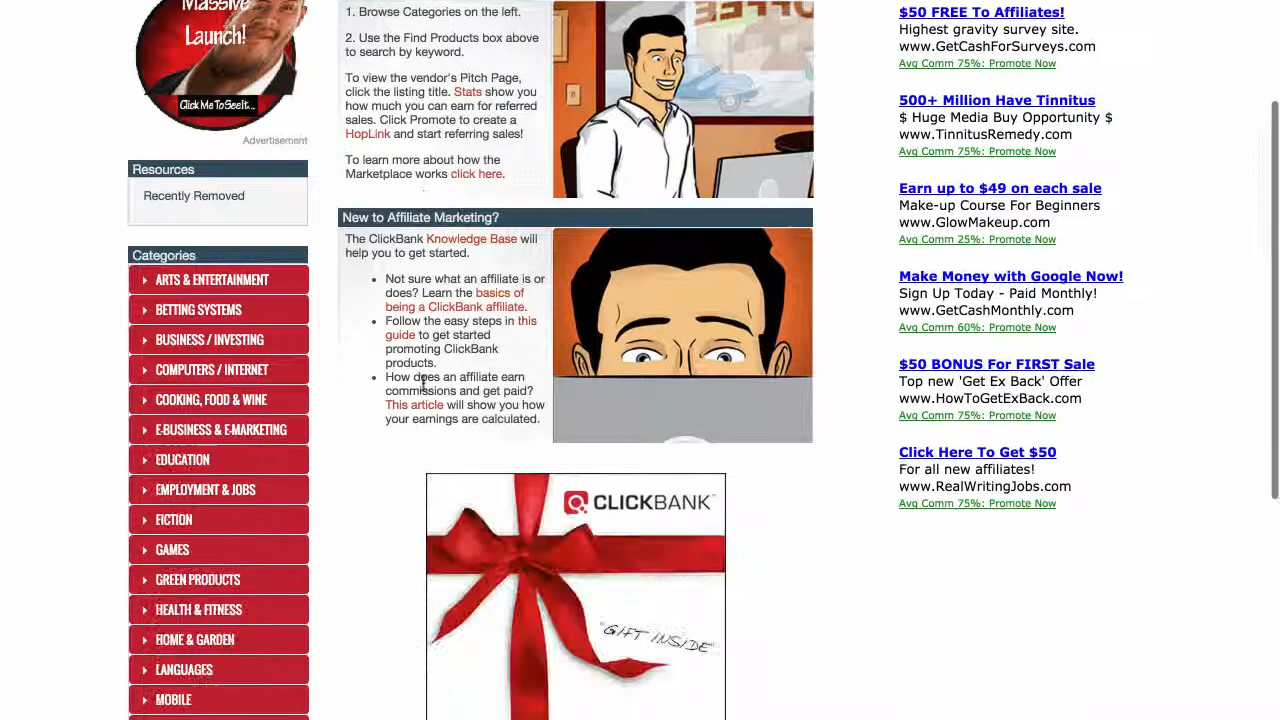 Massive
Launch!
Click Me To See It...
Advertisement
Resources
Recently Removed
Categories
ARTS & ENTERTAINMENT
BETTING SYSTEMS
BUSINESS / INVESTING
COMPUTERS / INTERNET
COOKING, FOOD & WINE
E-BUSINESS & E-MARKETING
EDUCATION
EMPLOYMENT & JOBS
FICTION
GAMES
GREEN PRODUCTS
HEALTH & FITNESS
HOME & GARDEN
LANGUAGES
MOBILE
1. Browse Categories on the left.
2. Use the Find Products box above
to search by keyword.
To view the vendor's Pitch Page,
click the listing title. Stats show you
how much you can earn for referred
sales. Click Promote to create a
HopLink and start referring sales!
To learn more about how the
Marketplace works click here.
New to Affiliate Marketing?
The ClickBank Knowledge Base will
help you to get started.
• Not sure what an affiliate is or
does? Learn the basics of
being a ClickBank affiliate.
• Follow the easy steps in this
guide to get started
promoting ClickBank
products.
• How does an affiliate earn
commissions and get paid?
This article will show you how
your earnings are calculated.
CLICKBANK™
"GIFT INSIDE"
$50 FREE To Affiliates!
Highest gravity survey site.
www.GetCashForSurveys.com
Avg Comm 75%: Promote Now
500+ Million Have Tinnitus
$ Huge Media Buy Opportunity $
www.TinnitusRemedy.com
Avg Comm 75%: Promote Now
Earn up to $49 on each sale
Make-up Course For Beginners
www.GlowMakeup.com
Avg Comm 25%: Promote Now
Make Money with Google Now!
Sign Up Today - Paid Monthly!
www.GetCashMonthly.com
Avg Comm 60%: Promote Now
$50 BONUS For FIRST Sale
Top new 'Get Ex Back' Offer
www.HowToGetExBack.com
Avg Comm 75%: Promote Now
Click Here To Get $50
For all new affiliates!
www.RealWritingJobs.com
Avg Comm 75%: Promote Now